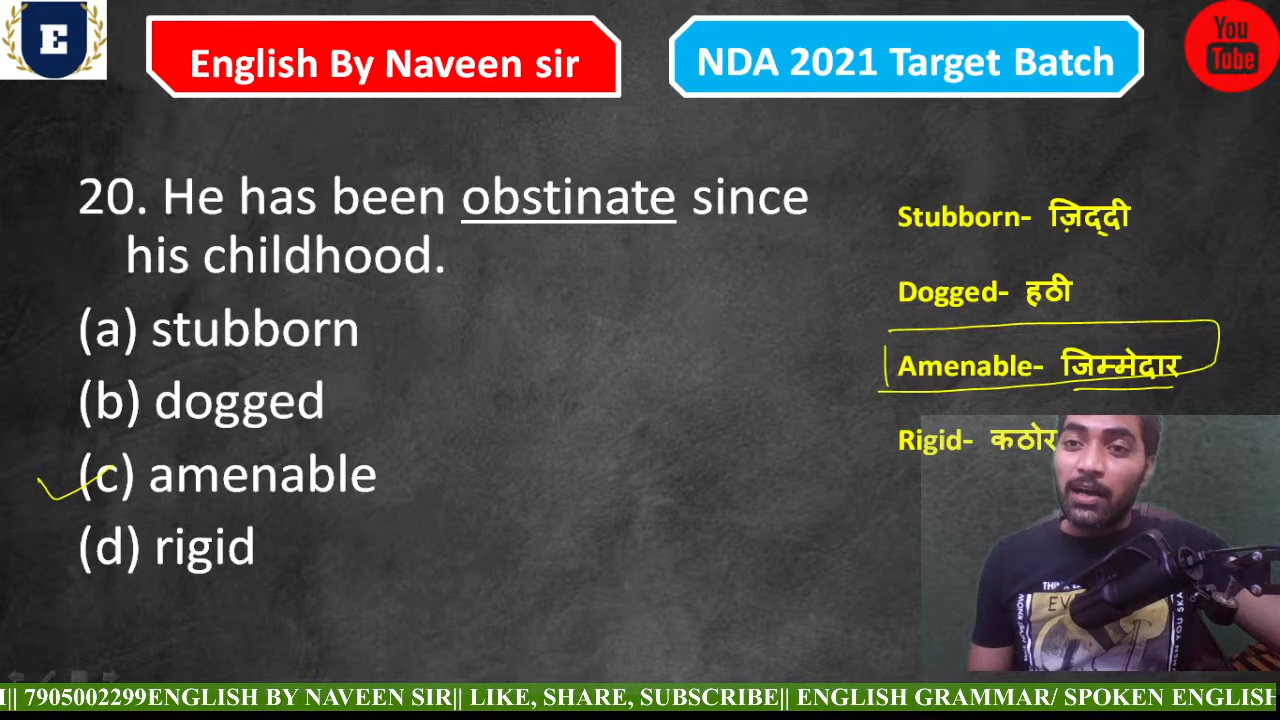 E
English By Naveen sir
NDA 2021 Target Batch
You
Tube
20. He has been obstinate since
his childhood.
(a) stubborn
(b) dogged
(c) amenable
(d) rigid
Stubborn- ज़िद्दी
Dogged- हठी
Amenable- जिम्मेदार
Rigid- कठोर
|| 7905002299ENGLISH BY NAVEEN SIR|| LIKE, SHARE, SUBSCRIBE|| ENGLISH GRAMMAR/ SPOKEN ENGLISH